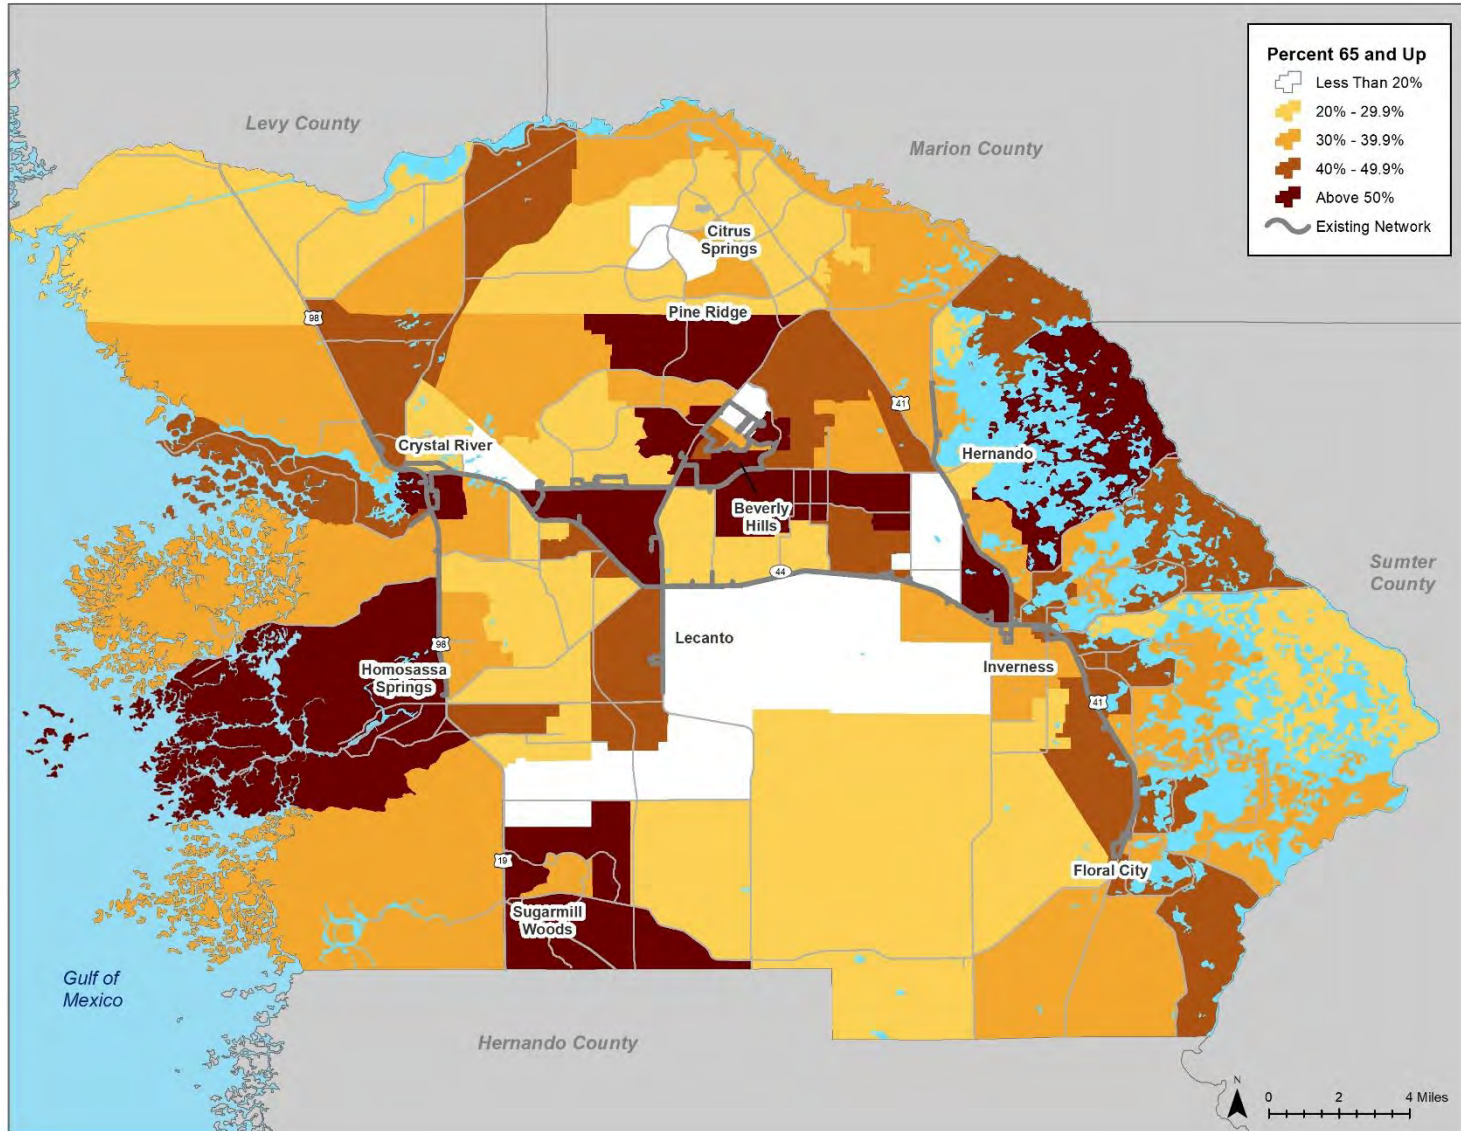 Percent 65 and Up
Less Than 20%
20% - 29.9%
30% - 39.9%
40% - 49.9%
Above 50%
Existing Network
Levy County
Marion County
Citrus
Springs
Pine Ridge
98
41
Crystal River
Hernando
Beverly
Hills
44
Sumter
County
98
Lecanto
Homosassa
Springs
Inverness
41
19
Floral City
Sugarmill
Woods
Gulf of
Mexico
Hernando County
N
0 2 4 Miles